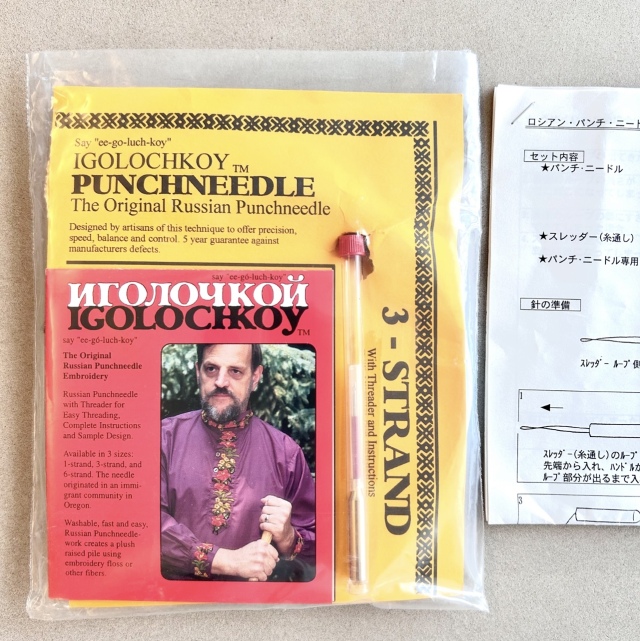 Say "ee-go-luch-koy"
IGOLOCHKOY TM
PUNCHNEEDLE
The Original Russian Punchneedle
Designed by artisans of this technique to offer precision,
speed, balance and control. 5 year guarantee against
manufacturers defects.
say "ee-gó-luch-koy"
ИГОЛОЧКОЙ
IGOLOCHKOY TM
say "ee-gó-luch-koy"
The Original
Russian Punchneedle
Embroidery
Russian Punchneedle
with Threader for
Easy Threading,
Complete Instructions
and Sample Design
Available in 3 sizes:
1-strand, 3-strand, and
6-strand. The needle
originated in an immi-
grant community in
Oregon.
Washable, fast and easy,
Russian Punchneedle-
work creates a plush
raised pile using
embroidery floss or
other fibers.
3 - STRAND
With Threader and Instructions
ロシアン・パンチ・ニード
セット内容
★パンチ・ニードル
★スレッダー(糸通し)
★パンチ・ニードル専用
針の準備
スレッダー ループ側
1
スレッダー(糸通し)のループ
先端から入れ、ハンドルか
ループ部分が出るまで入
3